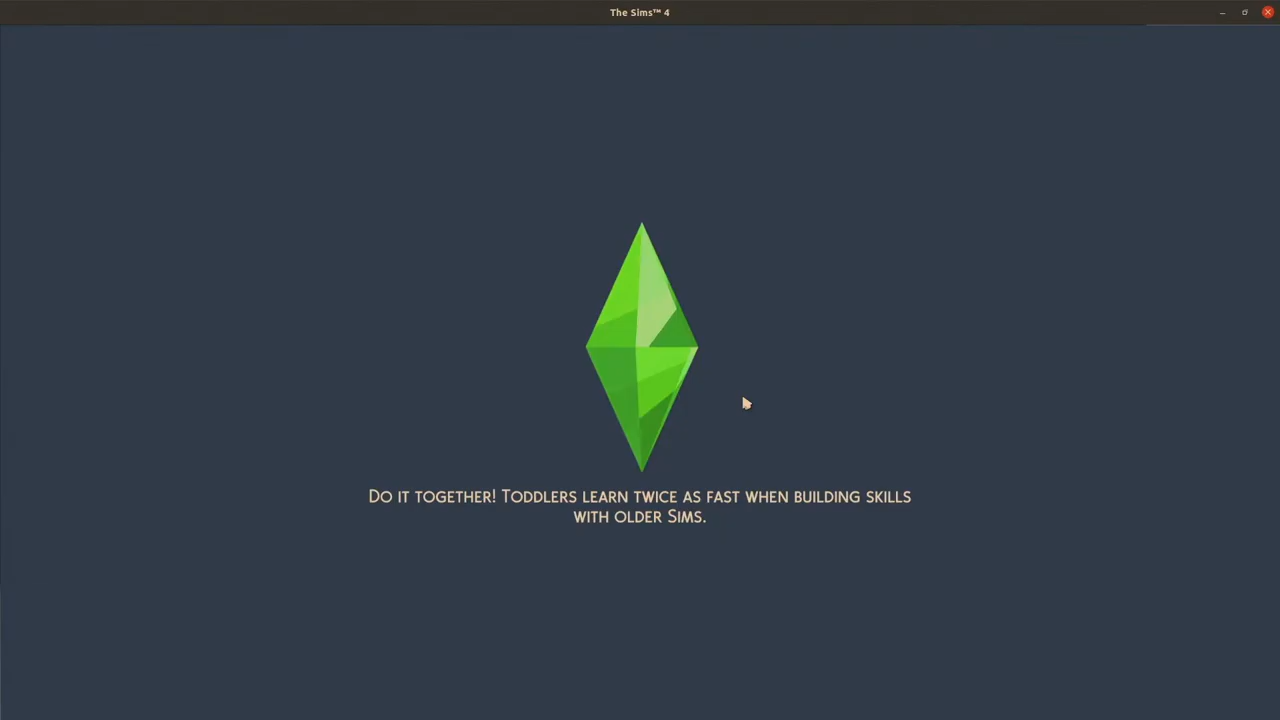 The Sims™ 4
Do it together! Toddlers learn twice as fast when building skills
with older Sims.